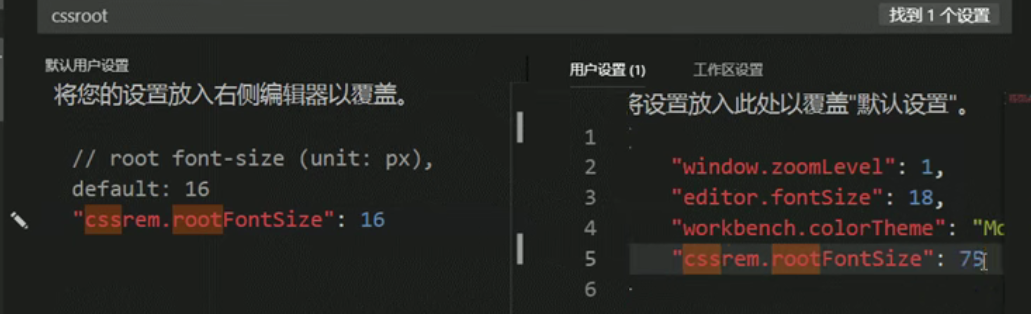 cssroot
找到 1 个设置
默认用户设置
将您的设置放入右侧编辑器以覆盖。
// root font-size (unit: px),
default: 16
"cssrem.rootFontSize": 16
用户设置 (1) 工作区设置
将设置放入此处以覆盖"默认设置"。
1
2 "window.zoomLevel": 1,
3 "editor.fontSize": 18,
4 "workbench.colorTheme": "Mo
5 "cssrem.rootFontSize": 75
6